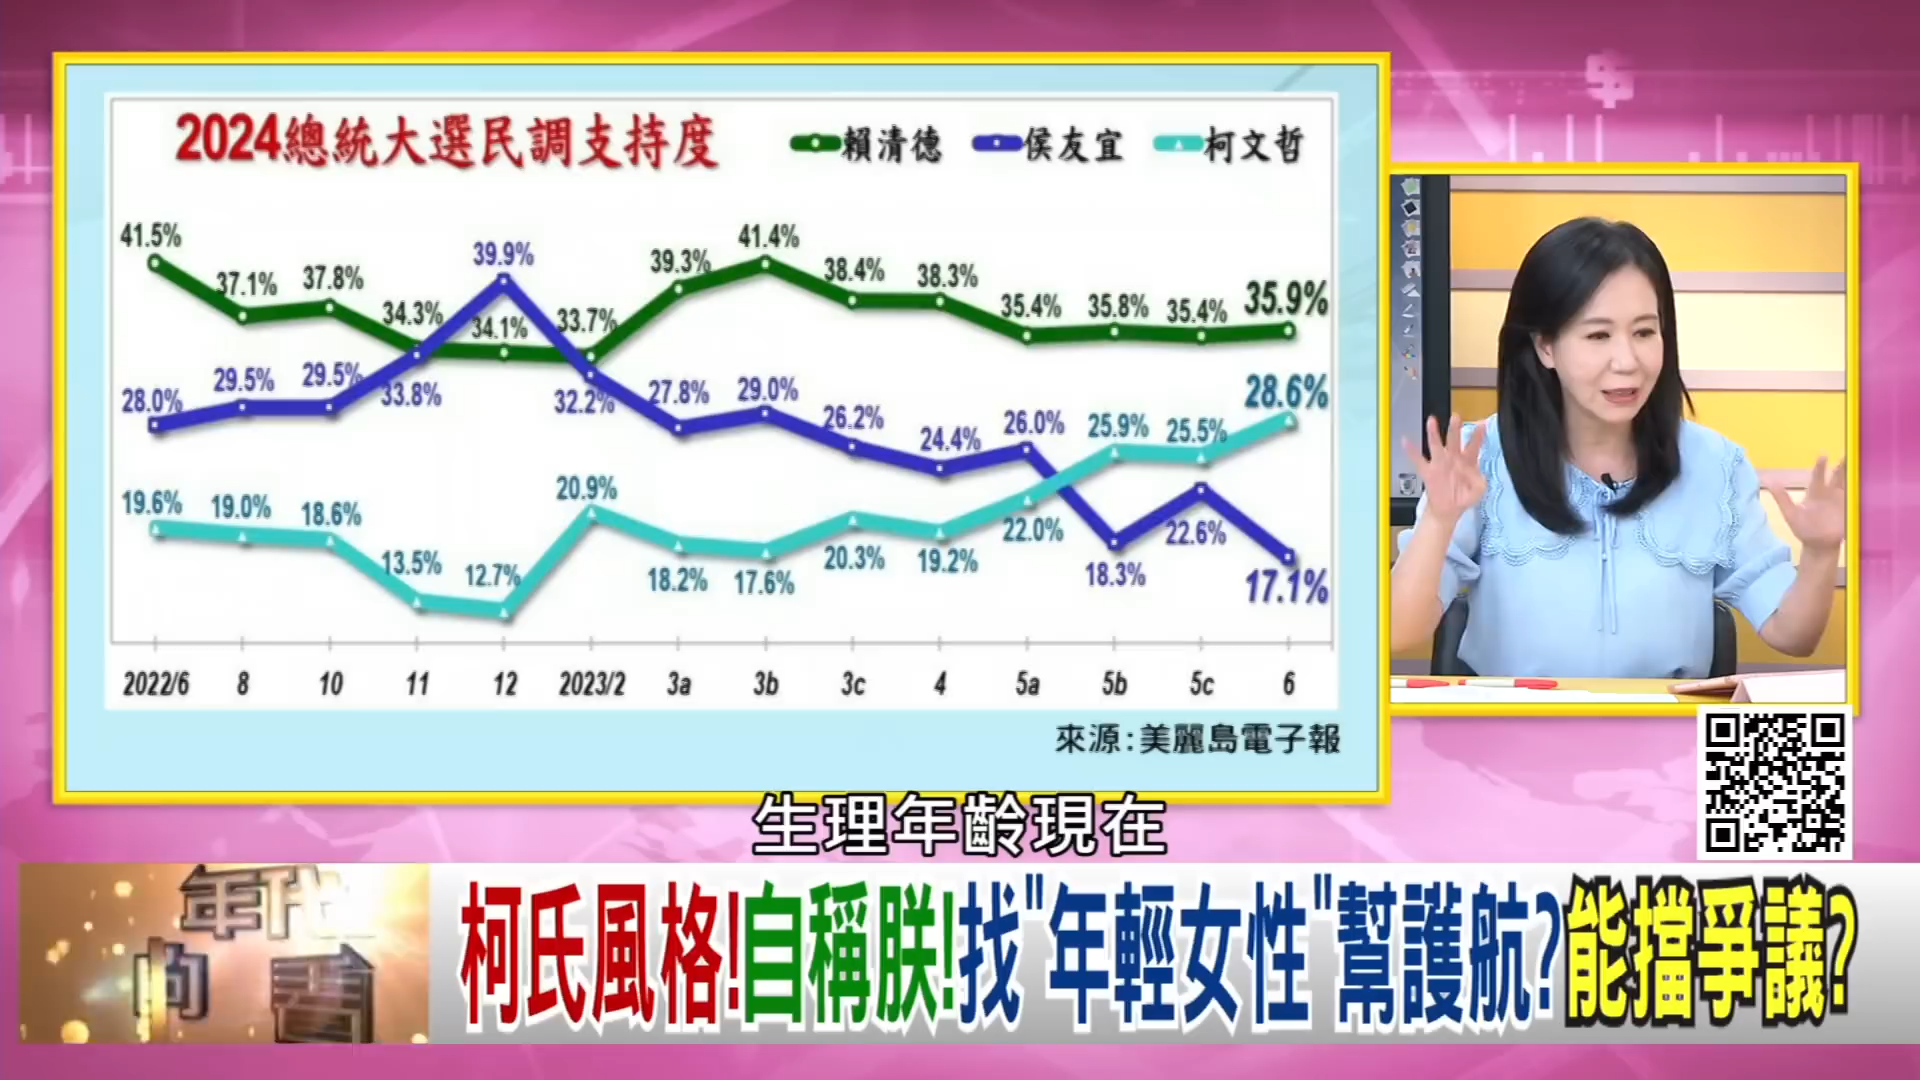 2024總統大選民調支持度
賴清德 侯友宜 柯文哲
41.5% 37.1% 37.8% 34.3% 34.1% 33.7% 39.3% 41.4% 38.4% 38.3% 35.4% 35.8% 35.4% 35.9%
28.0% 29.5% 29.5% 33.8% 39.9% 32.2% 27.8% 29.0% 26.2% 24.4% 26.0% 18.3% 22.6% 17.1%
19.6% 19.0% 18.6% 13.5% 12.7% 20.9% 18.2% 17.6% 20.3% 19.2% 22.0% 25.9% 25.5% 28.6%
2022/6 8 10 11 12 2023/2 3a 3b 3c 4 5a 5b 5c 6
來源:美麗島電子報
生理年齡現在
年代
向錢
柯氏風格!自稱朕!找"年輕女性"幫護航?能擋爭議?